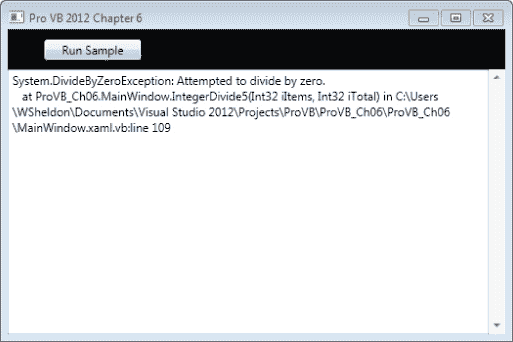 Pro VB 2012 Chapter 6
Run Sample
System.DivideByZeroException: Attempted to divide by zero.
at ProVB_Ch06.MainWindow.IntegerDivide5(Int32 iItems, Int32 iTotal) in C:\Users
\WSheldon\Documents\Visual Studio 2012\Projects\ProVB\ProVB_Ch06\ProVB_Ch06
\MainWindow.xaml.vb:line 109